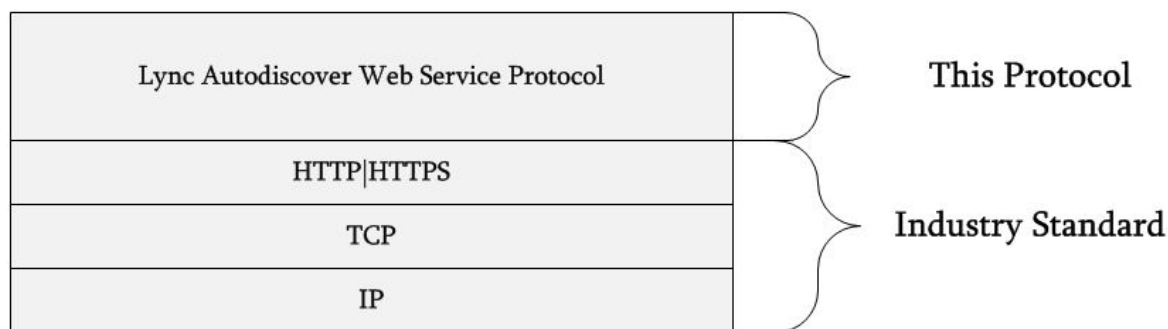 Lync Autodiscover Web Service Protocol
This Protocol
HTTP|HTTPS
TCP
Industry Standard
IP